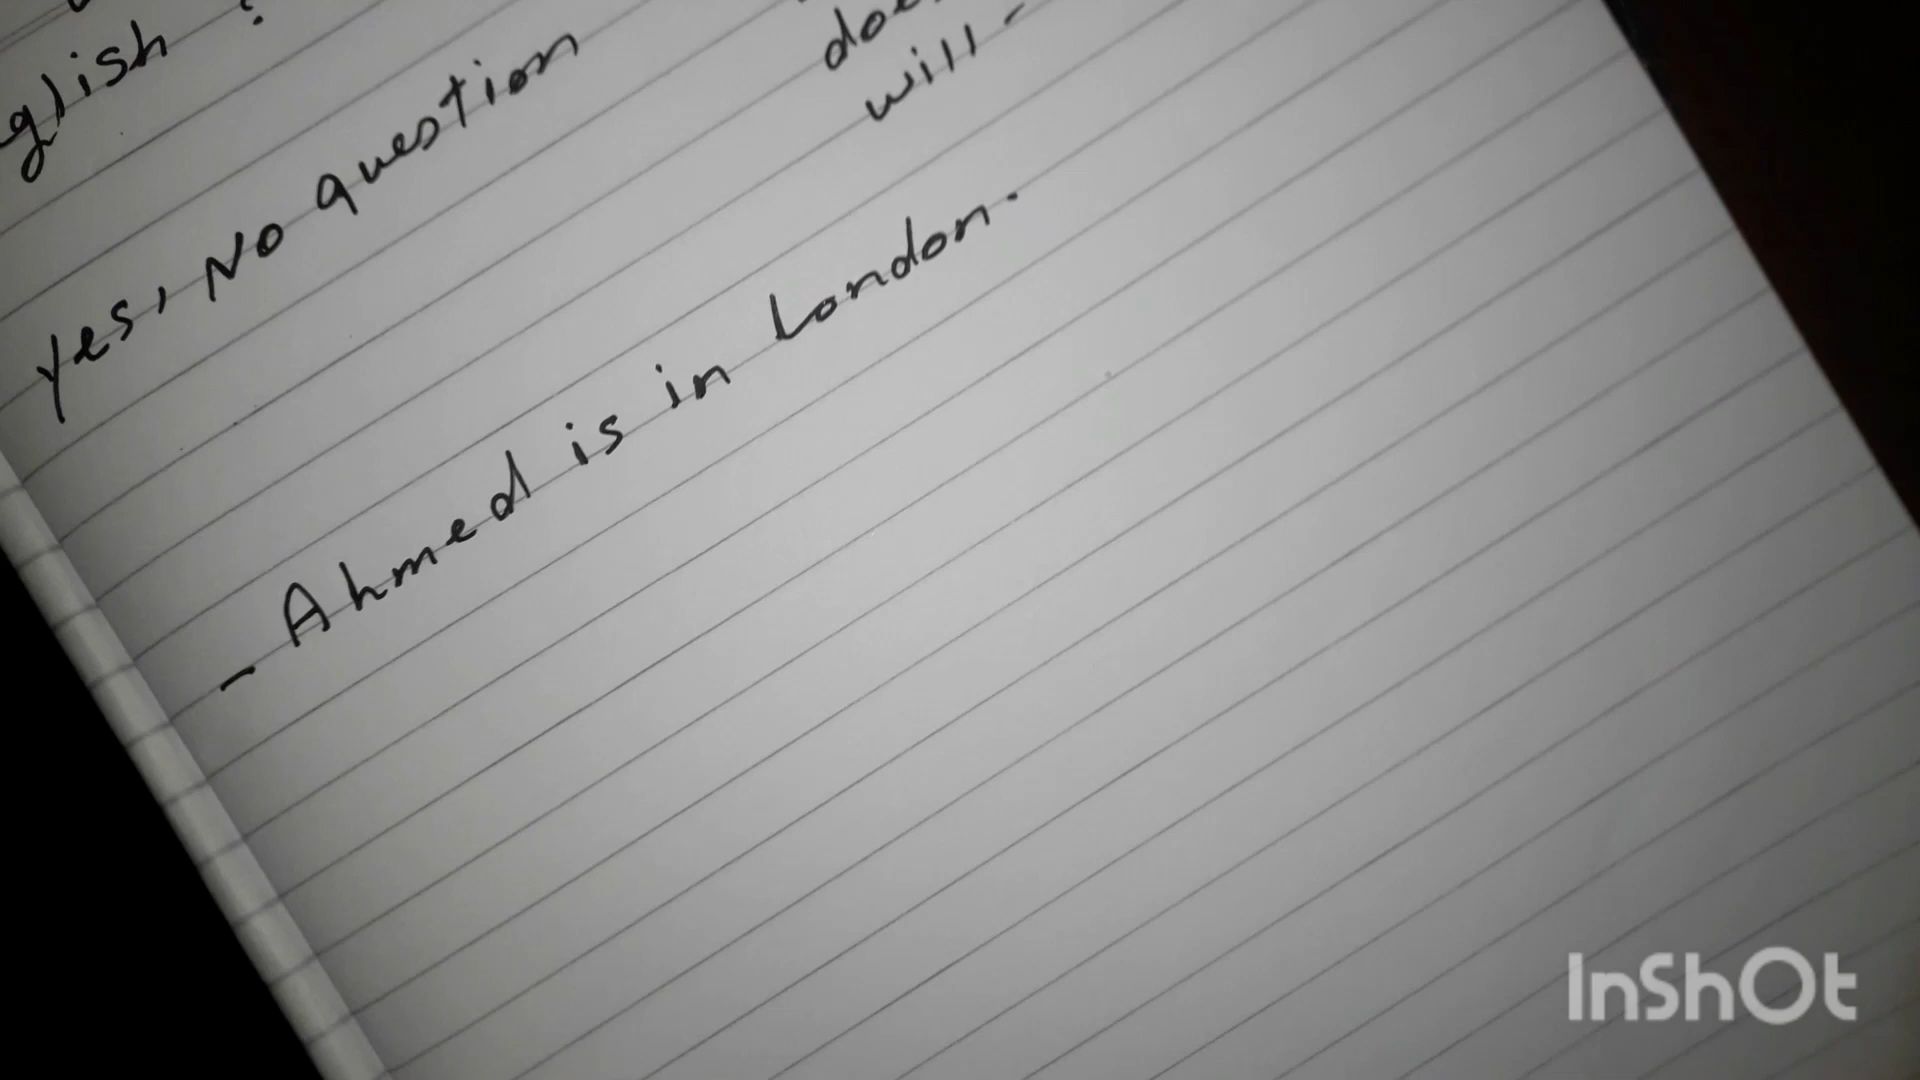 glish ?
yes, No question
will -
- Ahmed is in London.
InShOt